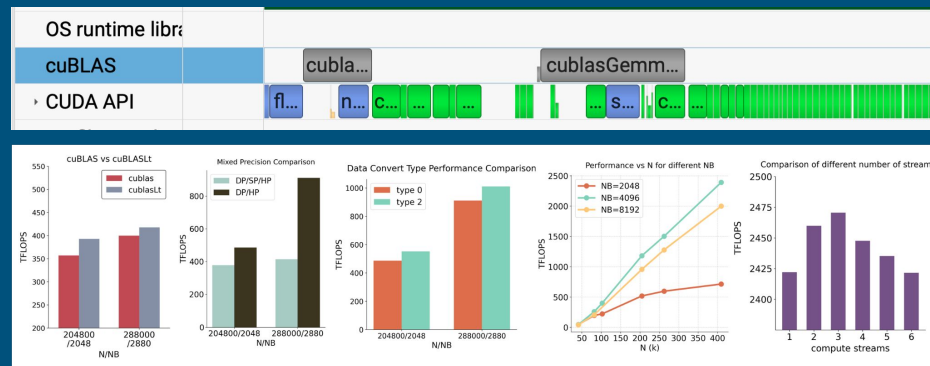 OS runtime libra
cuBLAS
cubla...
cublasGemm...
CUDA API
fl...
n...
c...
...
...
...
s...
c...
...
cuBLAS vs cuBLASLt
cublas
cublasLt
TFLOPS
550
500
450
400
350
300
250
200
204800
/2048
288000
/2880
N/NB
Mixed Precision Comparison
DP/SP/HP
DP/HP
TFLOPS
800
600
400
200
0
204800/2048
288000/2880
N/NB
Data Convert Type Performance Comparison
type 0
type 2
TFLOPS
1000
800
600
400
200
0
204800/2048
288000/2880
N/NB
Performance vs N for different NB
NB=2048
NB=4096
NB=8192
TFLOPS
2500
2000
1500
1000
500
0
50 100 150 200 250 300 350 400
N (k)
Comparison of different number of stream
TFLOPS
2500
2475
2450
2425
2400
1 2 3 4 5 6
compute streams